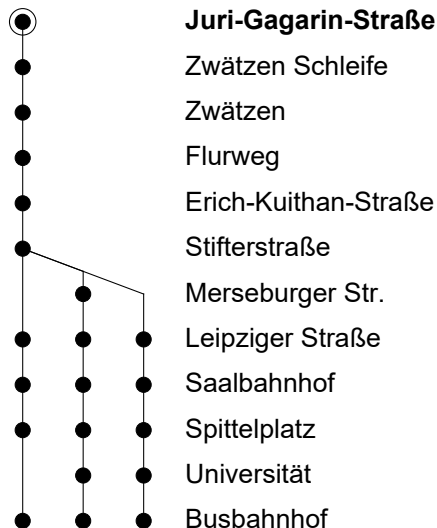 Juri-Gagarin-Straße
Zwätzen Schleife
Zwätzen
Flurweg
Erich-Kuithan-Straße
Stifterstraße
Merseburger Str.
Leipziger Straße
Saalbahnhof
Spittelplatz
Universität
Busbahnhof